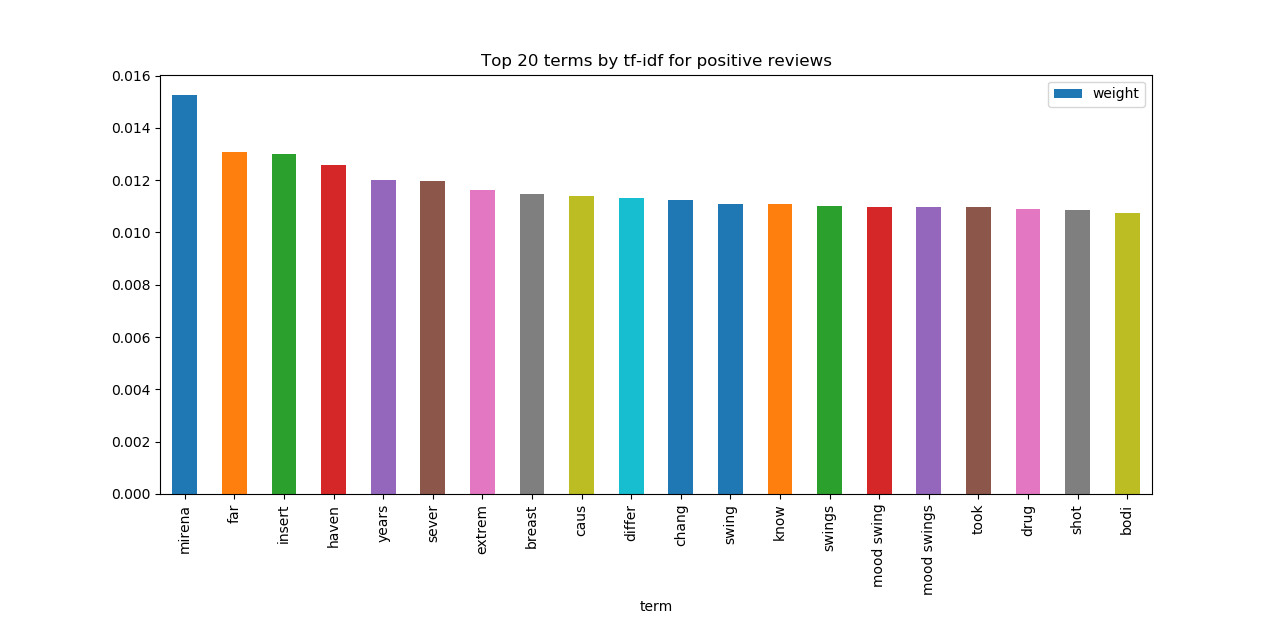 Top 20 terms by tf-idf for positive reviews
weight
0.016
0.014
0.012
0.010
0.008
0.006
0.004
0.002
0.000
mirena
far
insert
haven
years
sever
extrem
breast
caus
differ
chang
swing
know
swings
mood swing
mood swings
took
drug
shot
bodi
term